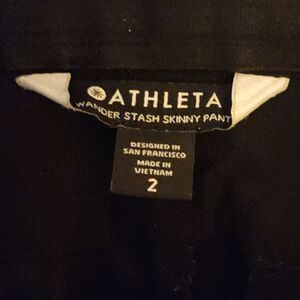 ATHLETA
WANDER STASH SKINNY PANT
DESIGNED IN
SAN FRANCISCO
MADE IN
VIETNAM
2